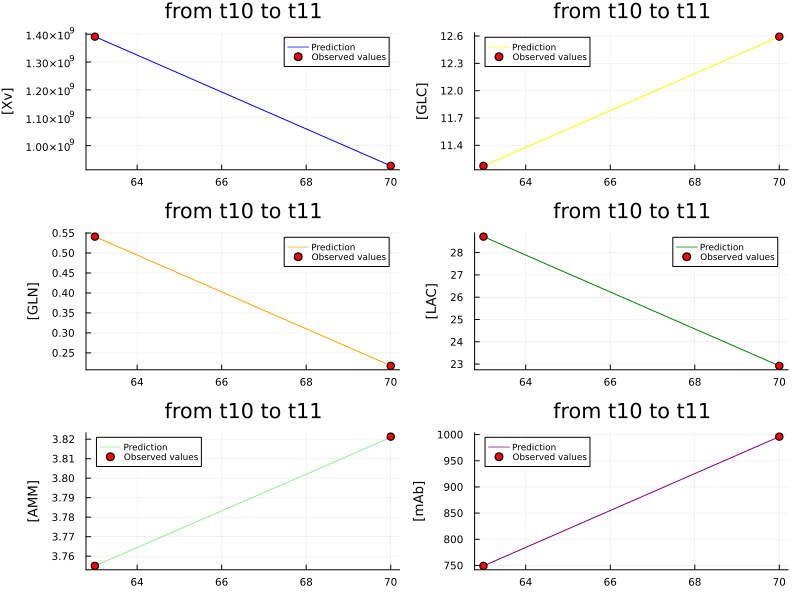 from t10 to t11
[Xv]
1.40×10⁹
1.30×10⁹
1.20×10⁹
1.10×10⁹
1.00×10⁹
Prediction
Observed values
64 66 68 70
from t10 to t11
[GLC]
12.6
12.3
12.0
11.7
11.4
Prediction
Observed values
64 66 68 70
from t10 to t11
[GLN]
0.55
0.50
0.45
0.40
0.35
0.30
0.25
Prediction
Observed values
64 66 68 70
from t10 to t11
[LAC]
28
27
26
25
24
23
Prediction
Observed values
64 66 68 70
from t10 to t11
[AMM]
3.82
3.81
3.80
3.79
3.78
3.77
3.76
Prediction
Observed values
64 66 68 70
from t10 to t11
[mAb]
1000
950
900
850
800
750
Prediction
Observed values
64 66 68 70